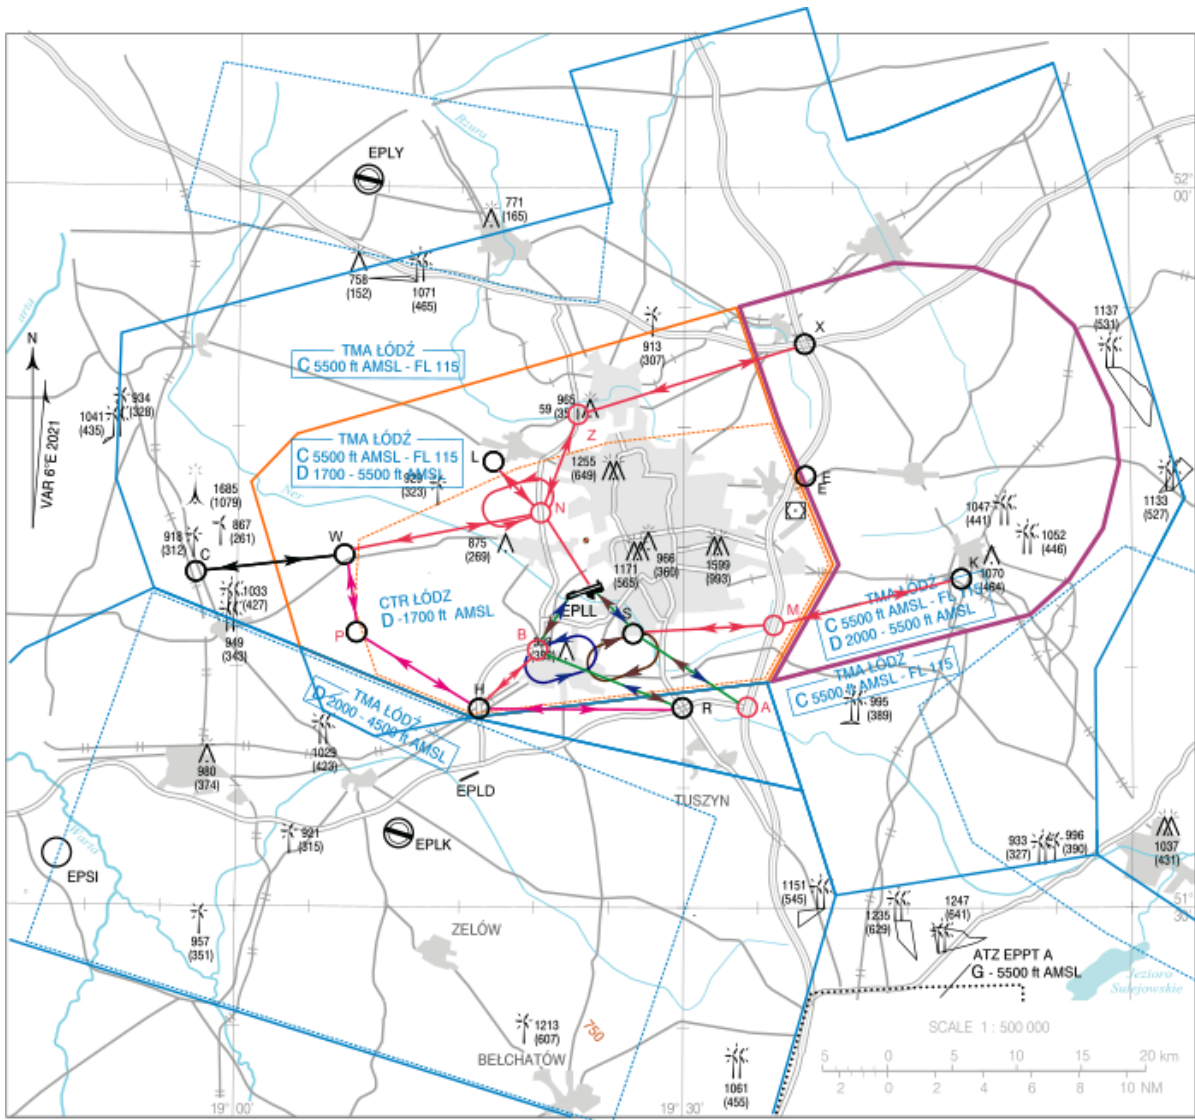 Bzura
EPLY
771
(165)
52°
00'
758
(152)
1071
(465)
N
VAR 6°E 2021
913
(307)
X
1137
(531)
TMA ŁÓDŹ
C 5500 ft AMSL - FL 115
934
(328)
1041
(435)
965
59
Z
TMA ŁÓDŹ
C 5500 ft AMSL - FL 115
D 1700 - 5500 ft AMSL
(323)
L
1255
(649)
E
E
1133
(527)
Ner
1685
(1079)
867
(261)
918
(312)
C
W
N
875
(269)
966
(360)
1171
(565)
1599
(993)
1047
(441)
1052
(446)
1070
(464)
K
1033
(427)
949
(343)
CTR ŁÓDŹ
D -1700 ft AMSL
EPLL
S
P
B
M
TMA ŁÓDŹ
C 5500 ft AMSL - FL 115
D 2000 - 5500 ft AMSL
TMA ŁÓDŹ
C 5500 ft AMSL - FL 115
995
(389)
H
R
A
TMA ŁÓDŹ
D 2000 - 4500 ft AMSL
1029
(423)
980
(374)
EPLD
TUSZYN
Warta
EPSI
921
(315)
EPLK
933
(327)
996
(390)
1037
(431)
1151
(545)
1235
(629)
1247
(641)
51°
30'
957
(351)
ZELÓW
ATZ EPPT A
G - 5500 ft AMSL
Jezioro
Sulejowskie
1213
(607)
750
BEŁCHATÓW
1061
(455)
SCALE 1 : 500 000
5 0 5 10 15 20 km
2 0 2 4 6 8 10 NM
19° 00'
19° 30'